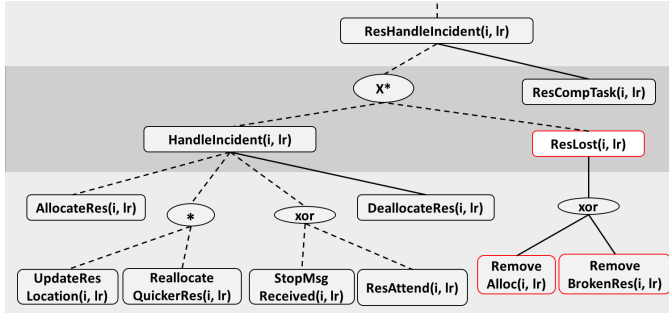 ResHandleIncident(i, lr)
X*
ResCompTask(i, lr)
HandleIncident(i, lr)
ResLost(i, lr)
AllocateRes(i, lr)
*
xor
DeallocateRes(i, lr)
xor
UpdateRes
Location(i, lr)
Reallocate
QuickerRes(i, lr)
StopMsg
Received(i, lr)
ResAttend(i, lr)
Remove
Alloc(i, lr)
Remove
BrokenRes(i, lr)